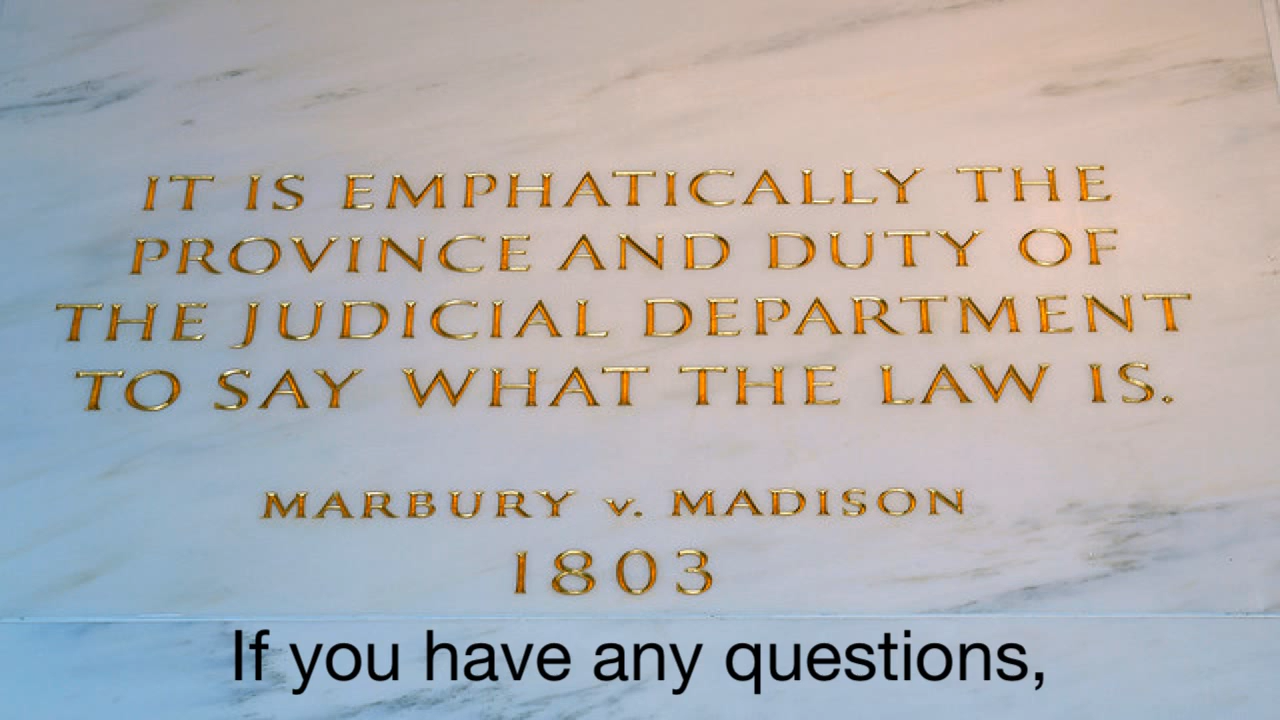 IT IS EMPHATICALLY THE
PROVINCE AND DUTY OF
THE JUDICIAL DEPARTMENT
TO SAY WHAT THE LAW IS.
MARBURY v. MADISON
1803
If you have any questions,